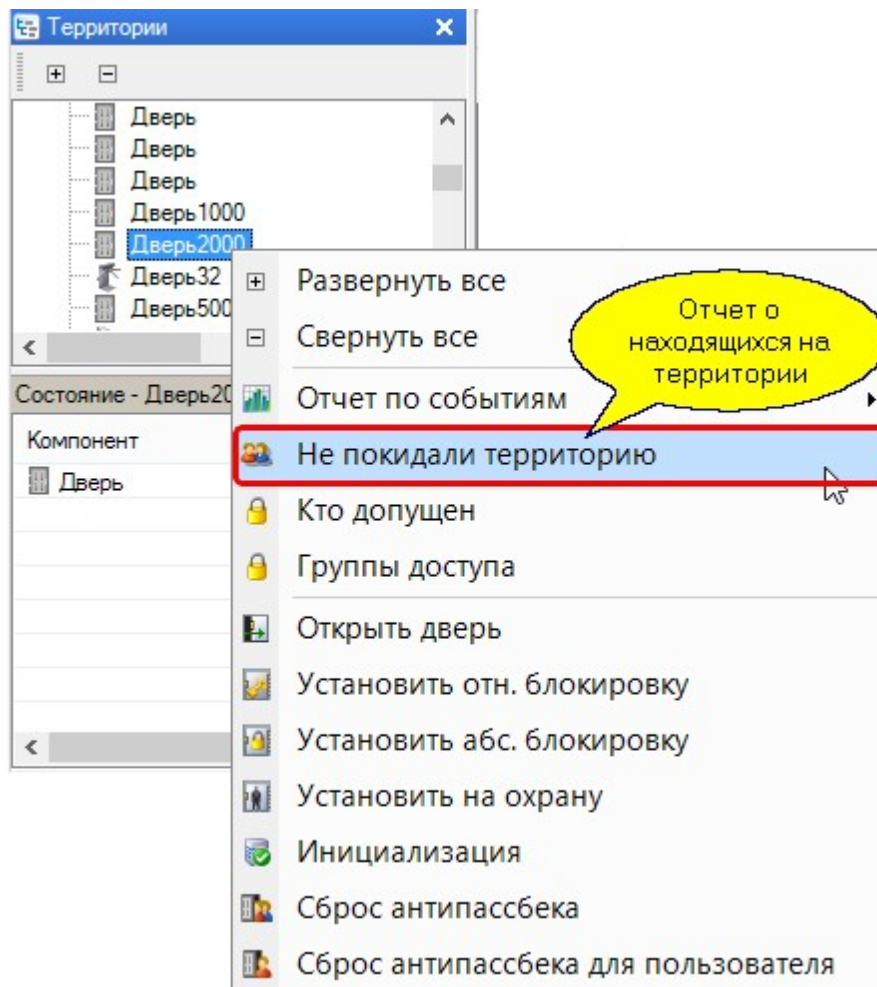 Территории
Дверь
Дверь
Дверь
Дверь1000
Дверь2000
Дверь32
Дверь500
Состояние - Дверь20
Компонент
Дверь
Развернуть все
Свернуть все
Отчет по событиям
Не покидали территорию
Кто допущен
Группы доступа
Открыть дверь
Установить отн. блокировку
Установить абс. блокировку
Установить на охрану
Инициализация
Сброс антипассбека
Сброс антипассбека для пользователя
Отчет о
находящихся на
территории